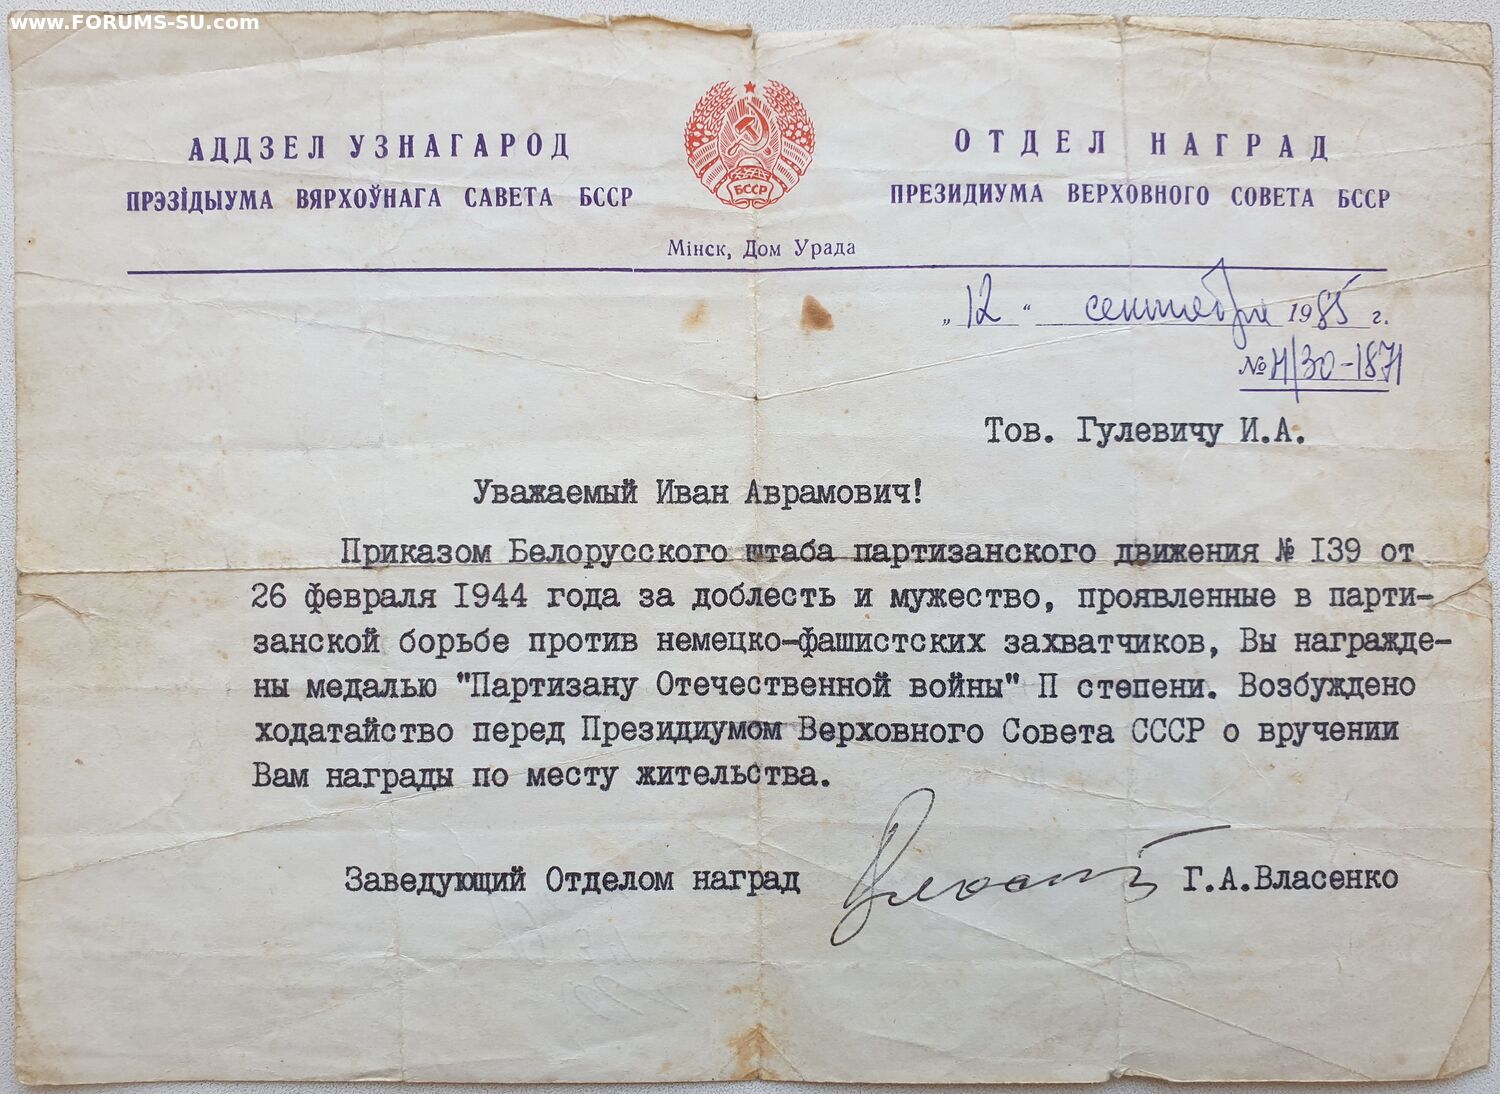 www.FORUMS-SU.com
АДДЗЕЛ УЗНАГАРОД
ПРЭЗІДЫУМА ВЯРХОЎНАГА САВЕТА БССР
БССР
ОТДЕЛ НАГРАД
ПРЕЗИДИУМА ВЕРХОВНОГО СОВЕТА БССР
Мінск, Дом Урада
„12“ сентября 1985 г.
№ Н/30-1871
Тов. Гулевичу И.А.
Уважаемый Иван Аврамович!
Приказом Белорусского штаба партизанского движения № I39 от
26 февраля I944 года за доблесть и мужество, проявленные в парти-
занской борьбе против немецко-фашистских захватчиков, Вы награжде-
ны медалью "Партизану Отечественной войны" П степени. Возбуждено
ходатайство перед Президиумом Верховного Совета СССР о вручении
Вам награды по месту жительства.
Заведующий Отделом наград Г.А.Власенко